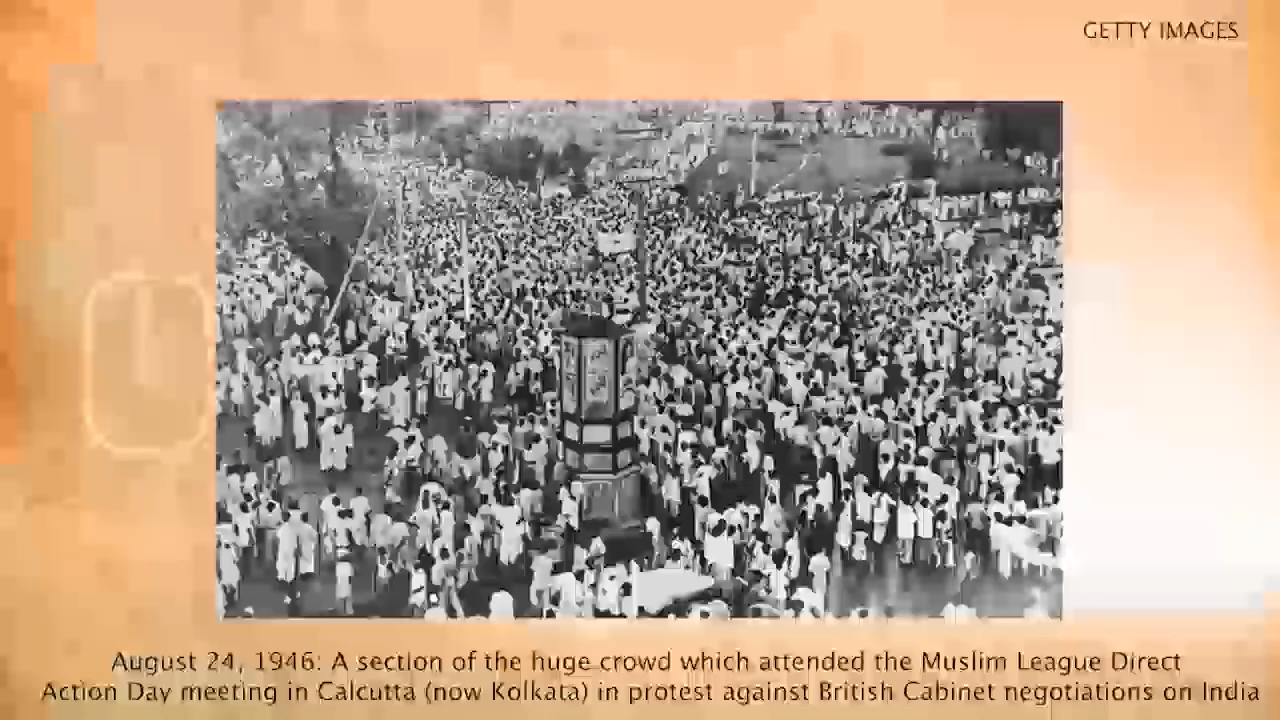 GETTY IMAGES
August 24, 1946: A section of the huge crowd which attended the Muslim League Direct
Action Day meeting in Calcutta (now Kolkata) in protest against British Cabinet negotiations on India